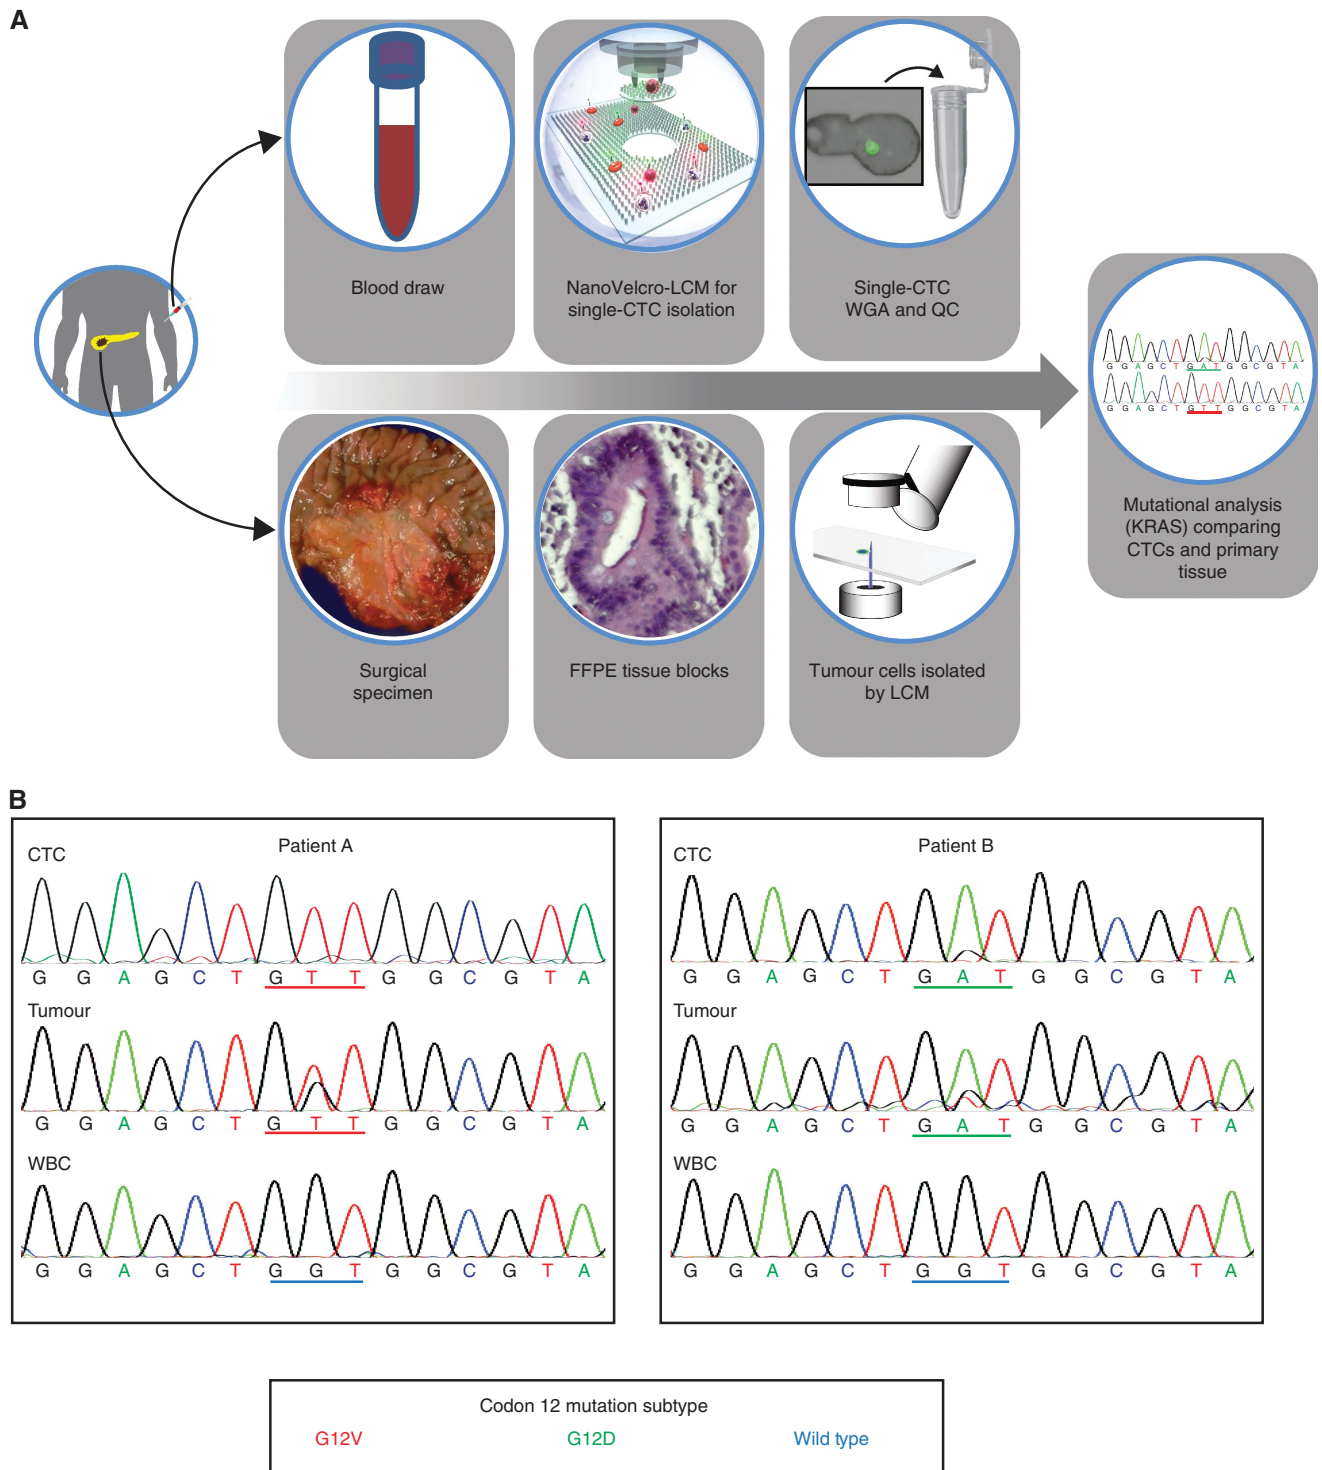 A
Blood draw
NanoVelcro-LCM for
single-CTC isolation
Single-CTC
WGA and QC
G G A G C T G A T G G C G T A
G G A G C T G T T G G C G T A
Mutational analysis
(KRAS) comparing
CTCs and primary
tissue
Surgical
specimen
FFPE tissue blocks
Tumour cells isolated
by LCM
B
Patient A
CTC
G G A G C T G T T G G C G T A
Tumour
G G A G C T G T T G G C G T A
WBC
G G A G C T G G T G G C G T A
Patient B
CTC
G G A G C T G A T G G C G T A
Tumour
G G A G C T G A T G G C G T A
WBC
G G A G C T G G T G G C G T A
Codon 12 mutation subtype
G12V G12D Wild type